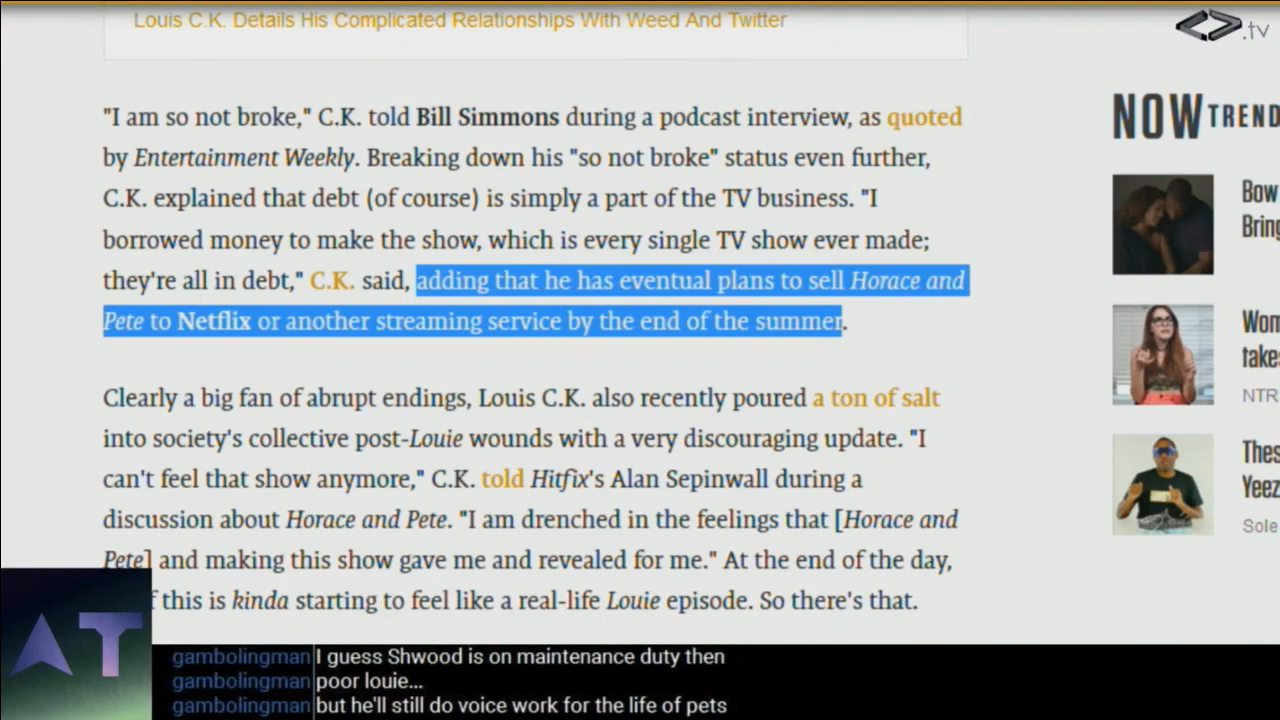 Louis C.K. Details His Complicated Relationships With Weed And Twitter
.tv
"I am so not broke," C.K. told Bill Simmons during a podcast interview, as quoted
by Entertainment Weekly. Breaking down his "so not broke" status even further,
C.K. explained that debt (of course) is simply a part of the TV business. "I
borrowed money to make the show, which is every single TV show ever made;
they're all in debt," C.K. said, adding that he has eventual plans to sell Horace and
Pete to Netflix or another streaming service by the end of the summer.
Clearly a big fan of abrupt endings, Louis C.K. also recently poured a ton of salt
into society's collective post-Louie wounds with a very discouraging update. "I
can't feel that show anymore," C.K. told Hitfix's Alan Sepinwall during a
discussion about Horace and Pete. "I am drenched in the feelings that [Horace and
Pete] and making this show gave me and revealed for me." At the end of the day,
f this is kinda starting to feel like a real-life Louie episode. So there's that.
NOW TREND
Bow
Bring
Wom
takes
NTR
Thes
Yeez
Sole
AT
gambolingman I guess Shwood is on maintenance duty then
gambolingman poor louie...
gambolingman but he'll still do voice work for the life of pets